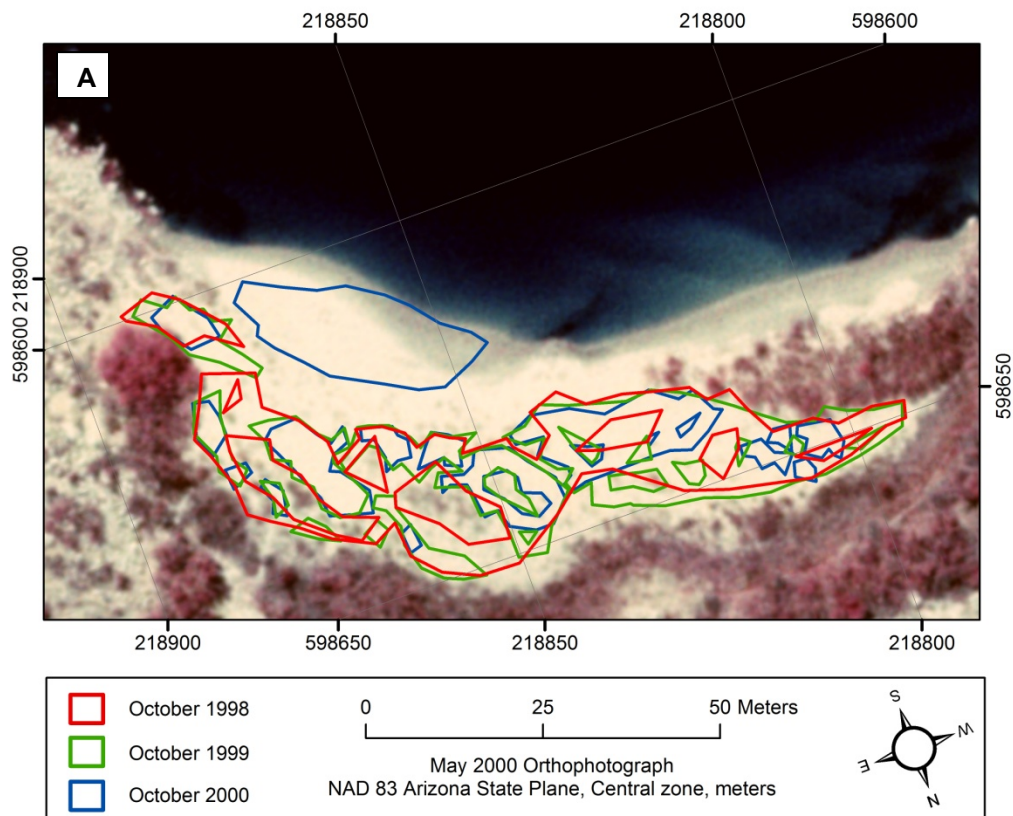 218850 218800 598600
A
598600 218900
598650
218900 598650 218850 218800
October 1998
October 1999
October 2000
0 25 50 Meters
May 2000 Orthophotograph
NAD 83 Arizona State Plane, Central zone, meters
S
W
E
N